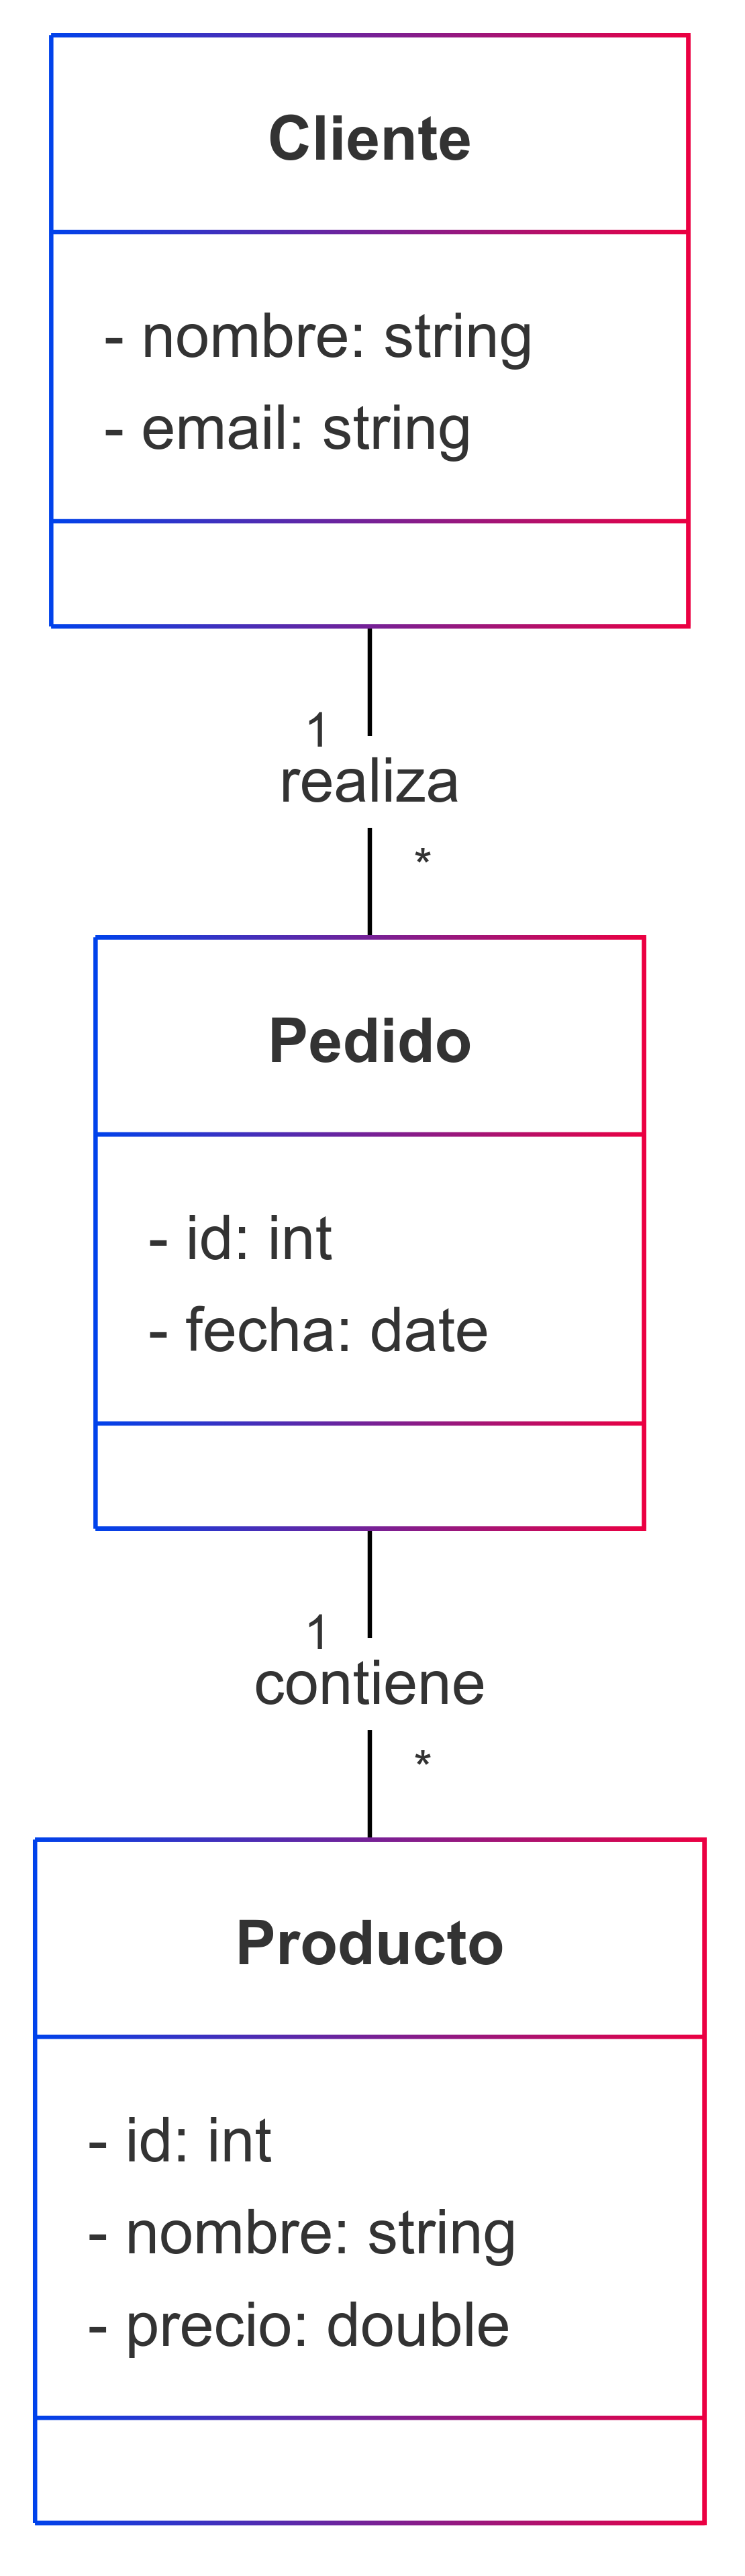 Cliente
- nombre: string
- email: string
1
realiza
*
Pedido
- id: int
- fecha: date
1
contiene
*
Producto
- id: int
- nombre: string
- precio: double